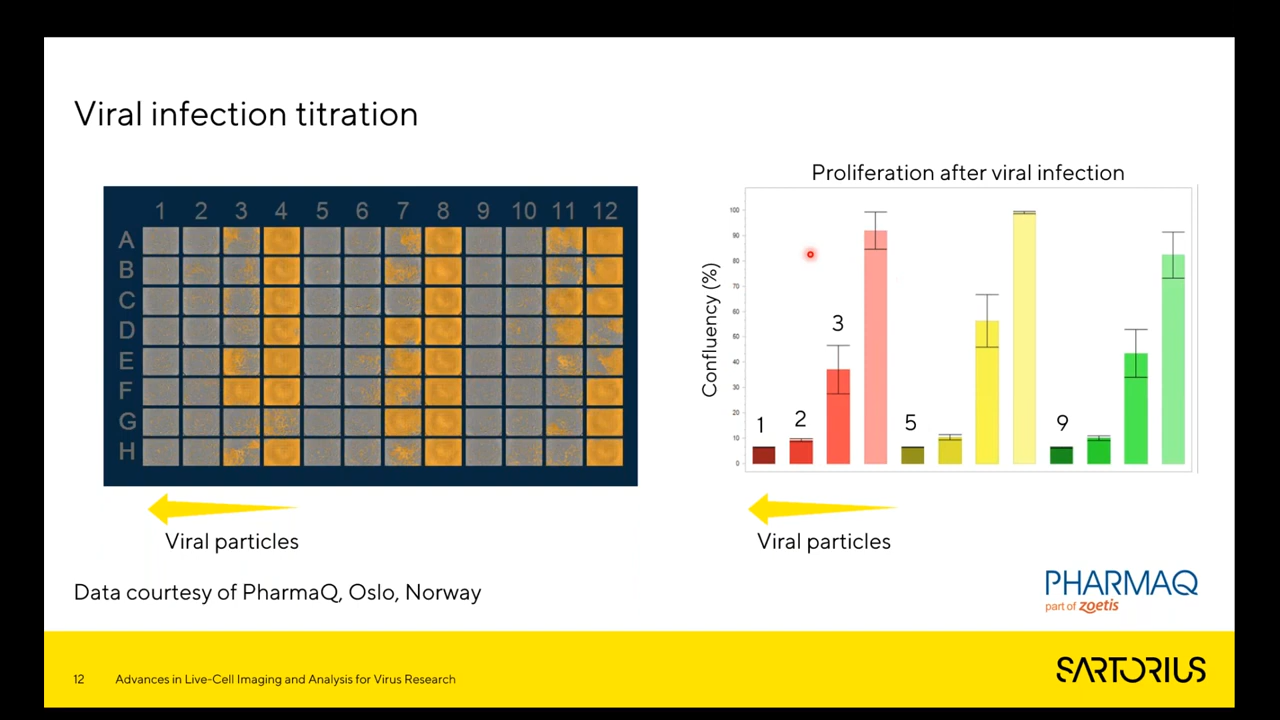 Viral infection titration
1 2 3 4 5 6 7 8 9 10 11 12
A
B
C
D
E
F
G
H
Viral particles
Proliferation after viral infection
Confluency (%)
100
90
80
70
60
50
40
30
20
10
0
1
2
3
5
9
Viral particles
Data courtesy of PharmaQ, Oslo, Norway
PHARMAQ
part of zoetis
12 Advances in Live-Cell Imaging and Analysis for Virus Research
SARTORIUS